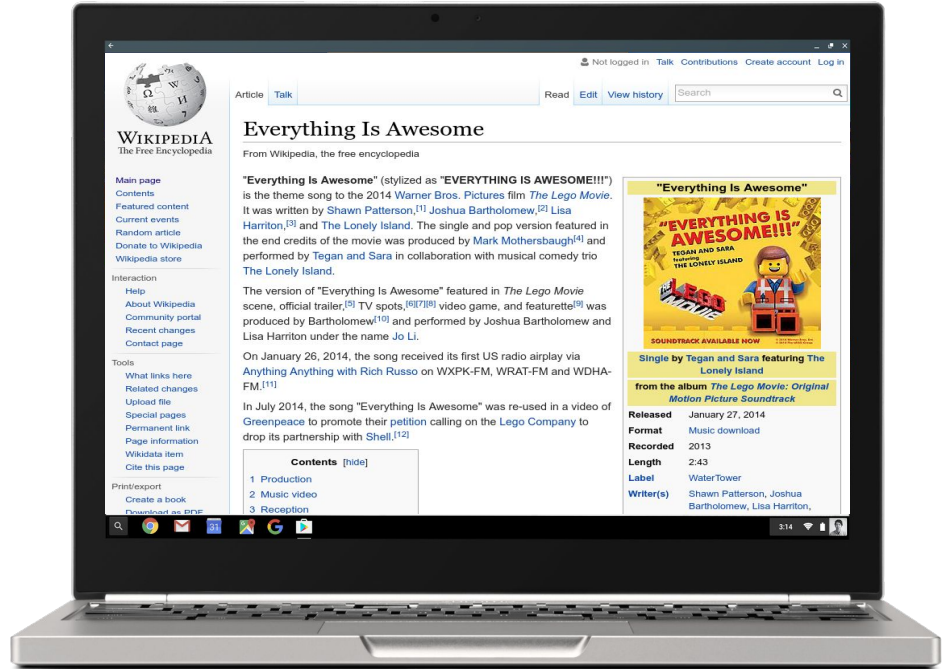 Not logged in Talk Contributions Create account Log in
Article Talk Read Edit View history Search
WIKIPEDIA
The Free Encyclopedia
Main page
Contents
Featured content
Current events
Random article
Donate to Wikipedia
Wikipedia store
Interaction
Help
About Wikipedia
Community portal
Recent changes
Contact page
Tools
What links here
Related changes
Upload file
Special pages
Permanent link
Page information
Wikidata item
Cite this page
Print/export
Create a book
Download as PDF
Everything Is Awesome
From Wikipedia, the free encyclopedia
"Everything Is Awesome" (stylized as "EVERYTHING IS AWESOME!!!")
is the theme song to the 2014 Warner Bros. Pictures film The Lego Movie.
It was written by Shawn Patterson,[1] Joshua Bartholomew,[2] Lisa
Harriton,[3] and The Lonely Island. The single and pop version featured in
the end credits of the movie was produced by Mark Mothersbaugh[4] and
performed by Tegan and Sara in collaboration with musical comedy trio
The Lonely Island.
The version of "Everything Is Awesome" featured in The Lego Movie
scene, official trailer,[5] TV spots,[6][7][8] video game, and featurette[9] was
produced by Bartholomew[10] and performed by Joshua Bartholomew and
Lisa Harriton under the name Jo Li.
On January 26, 2014, the song received its first US radio airplay via
Anything Anything with Rich Russo on WXPK-FM, WRAT-FM and WDHA-
FM.[11]
In July 2014, the song "Everything Is Awesome" was re-used in a video of
Greenpeace to promote their petition calling on the Lego Company to
drop its partnership with Shell.[12]
Contents [hide]
1 Production
2 Music video
3 Reception
"Everything Is Awesome"
"EVERYTHING IS
AWESOME!!!"
TEGAN AND SARA
featuring
THE LONELY ISLAND
THE LEGO MOVIE
SOUNDTRACK AVAILABLE NOW
Single by Tegan and Sara featuring The
Lonely Island
from the album The Lego Movie: Original
Motion Picture Soundtrack
Released January 27, 2014
Format Music download
Recorded 2013
Length 2:43
Label WaterTower
Writer(s) Shawn Patterson, Joshua
Bartholomew, Lisa Harriton,
31
3:14